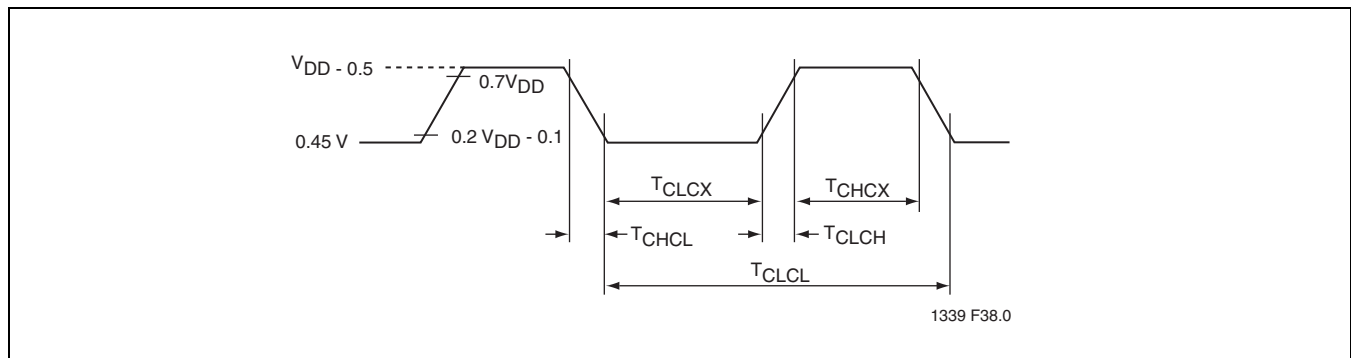 VDD - 0.5
0.7VDD
0.45 V
0.2 VDD - 0.1
TCLCX
TCHCX
TCHCL
TCLCH
TCLCL
1339 F38.0